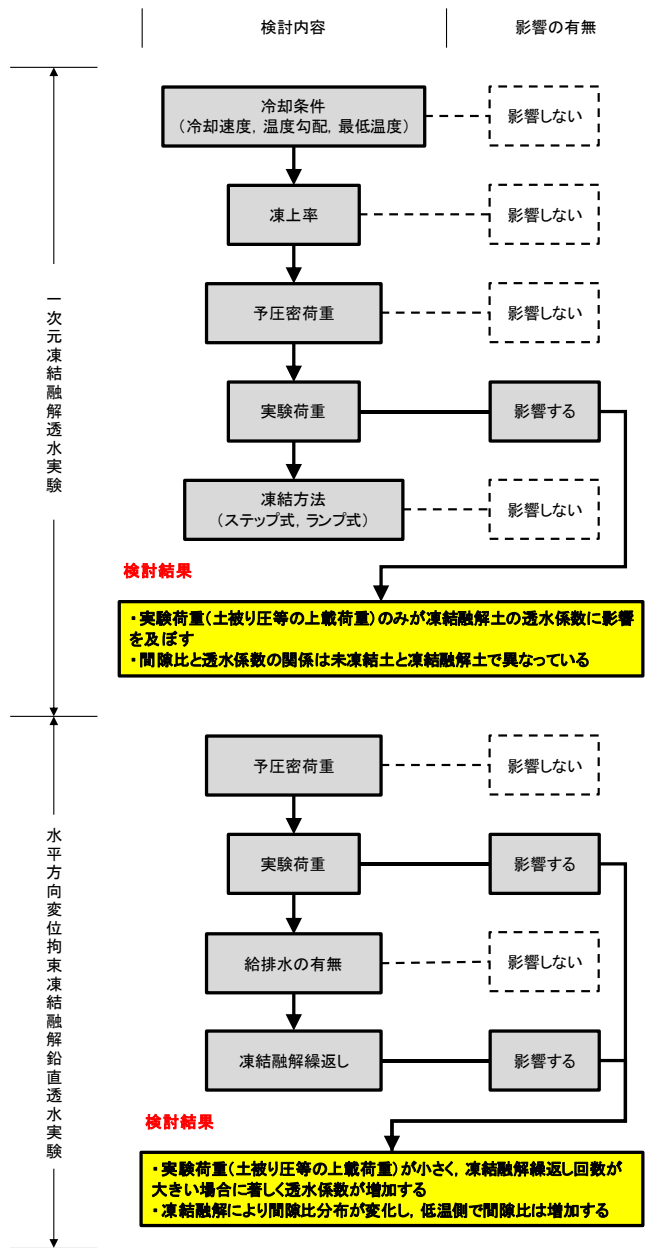 検討内容
影響の有無
一次元凍結融解透水実験
冷却条件
（冷却速度, 温度勾配, 最低温度）
影響しない
凍上率
影響しない
予圧密荷重
影響しない
実験荷重
影響する
凍結方法
（ステップ式, ランプ式）
影響しない
検討結果
・実験荷重（土被り圧等の上載荷重）のみが凍結融解土の透水係数に影響
を及ぼす
・間隙比と透水係数の関係は未凍結土と凍結融解土で異なっている
水平方向変位拘束凍結融解鉛直透水実験
予圧密荷重
影響しない
実験荷重
影響する
給排水の有無
影響しない
凍結融解繰返し
影響する
検討結果
・実験荷重（土被り圧等の上載荷重）が小さく, 凍結融解繰返し回数が
大きい場合に著しく透水係数が増加する
・凍結融解により間隙比分布が変化し, 低温側で間隙比は増加する